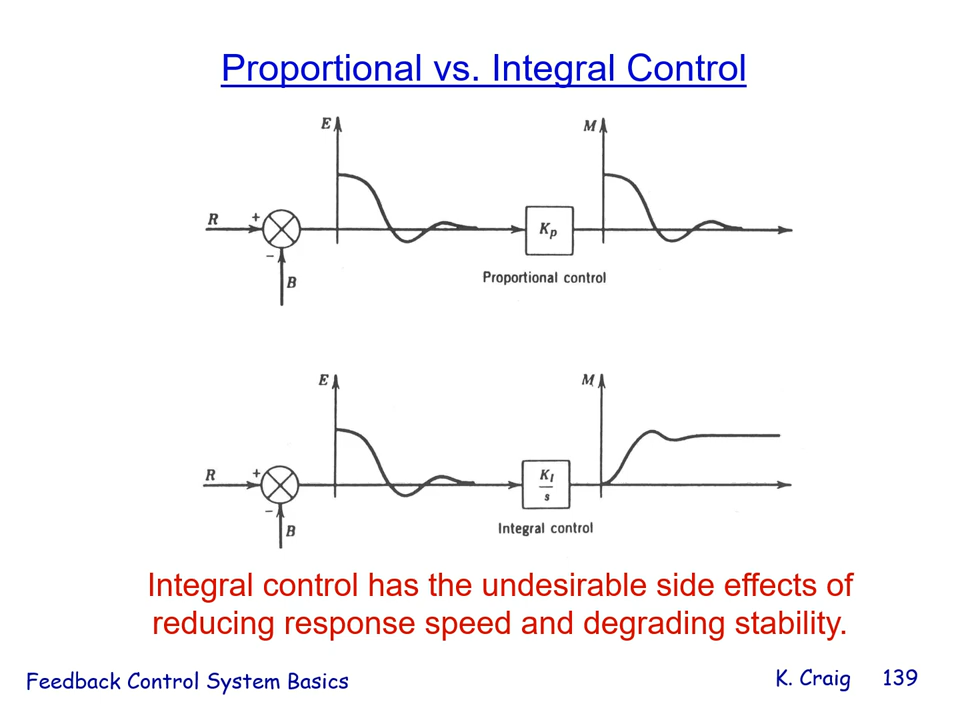 Proportional vs. Integral Control
E
M
R
+
−
B
K_p
Proportional control
E
M
R
+
−
B
K_I
s
Integral control
Integral control has the undesirable side effects of
reducing response speed and degrading stability.
Feedback Control System Basics
K. Craig 139